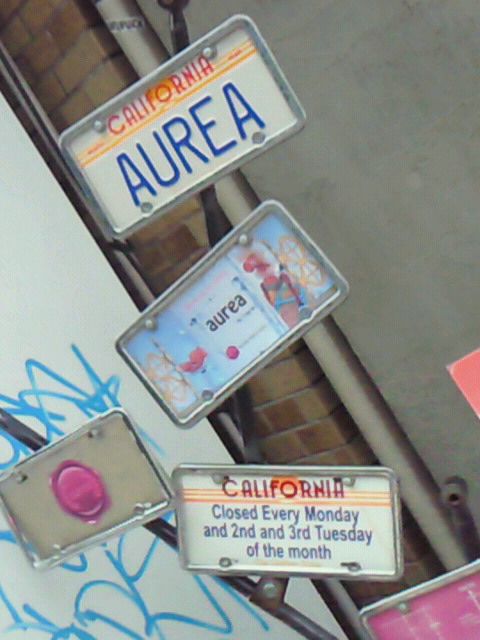 CALIFORNIA
AUREA
aurea
CALIFORNIA
Closed Every Monday
and 2nd and 3rd Tuesday
of the month